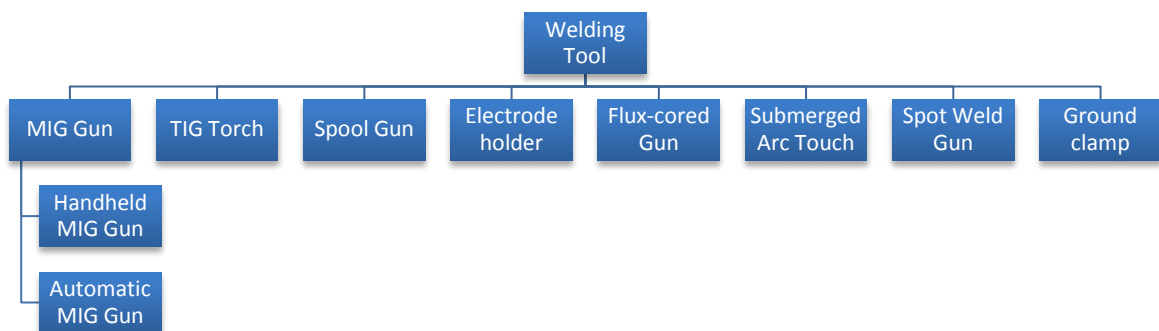 Welding
Tool
MIG Gun
TIG Torch
Spool Gun
Electrode
holder
Flux-cored
Gun
Submerged
Arc Touch
Spot Weld
Gun
Ground
clamp
Handheld
MIG Gun
Automatic
MIG Gun